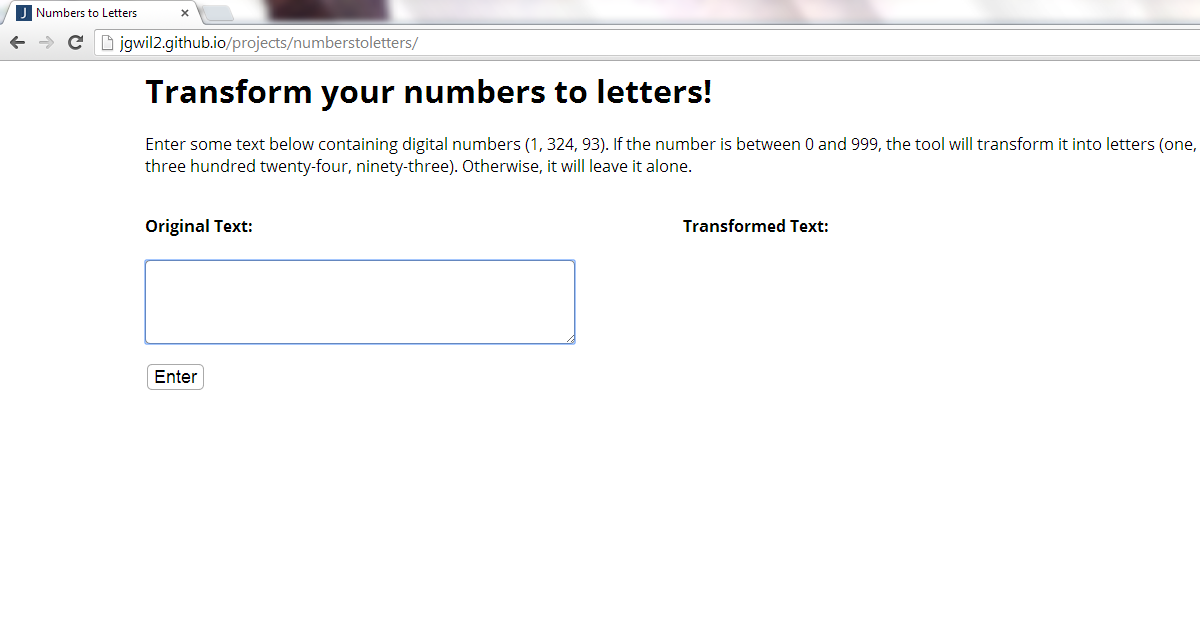 Numbers to Letters
jgwil2.github.io/projects/numberstoletters/
Transform your numbers to letters!
Enter some text below containing digital numbers (1, 324, 93). If the number is between 0 and 999, the tool will transform it into letters (one,
three hundred twenty-four, ninety-three). Otherwise, it will leave it alone.
Original Text:
Transformed Text:
Enter